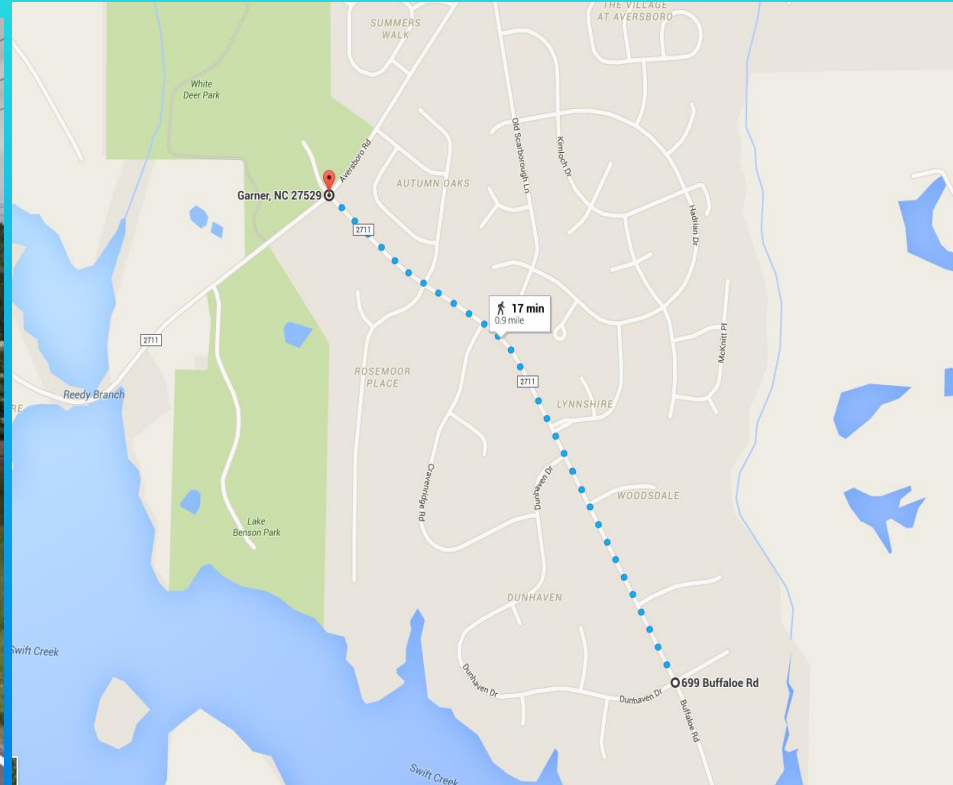 THE VILLAGE
AT AVERSBORO
SUMMERS
WALK
White
Deer Park
Aversboro Rd
Old Scarborough Ln
Kimloch Dr
AUTUMN OAKS
Garner, NC 27529
Hadrian Dr
2711
17 min
0.9 mile
McKnitt Pl
2711
ROSEMOOR
PLACE
2711
Reedy Branch
LYNNSHIRE
Cravenridge Rd
Dunhaven Dr
WOODSDALE
Lake
Benson Park
DUNHAVEN
Swift Creek
Dunhaven Dr
Dunhaven Dr
699 Buffaloe Rd
Buffaloe Rd
Swift Creek